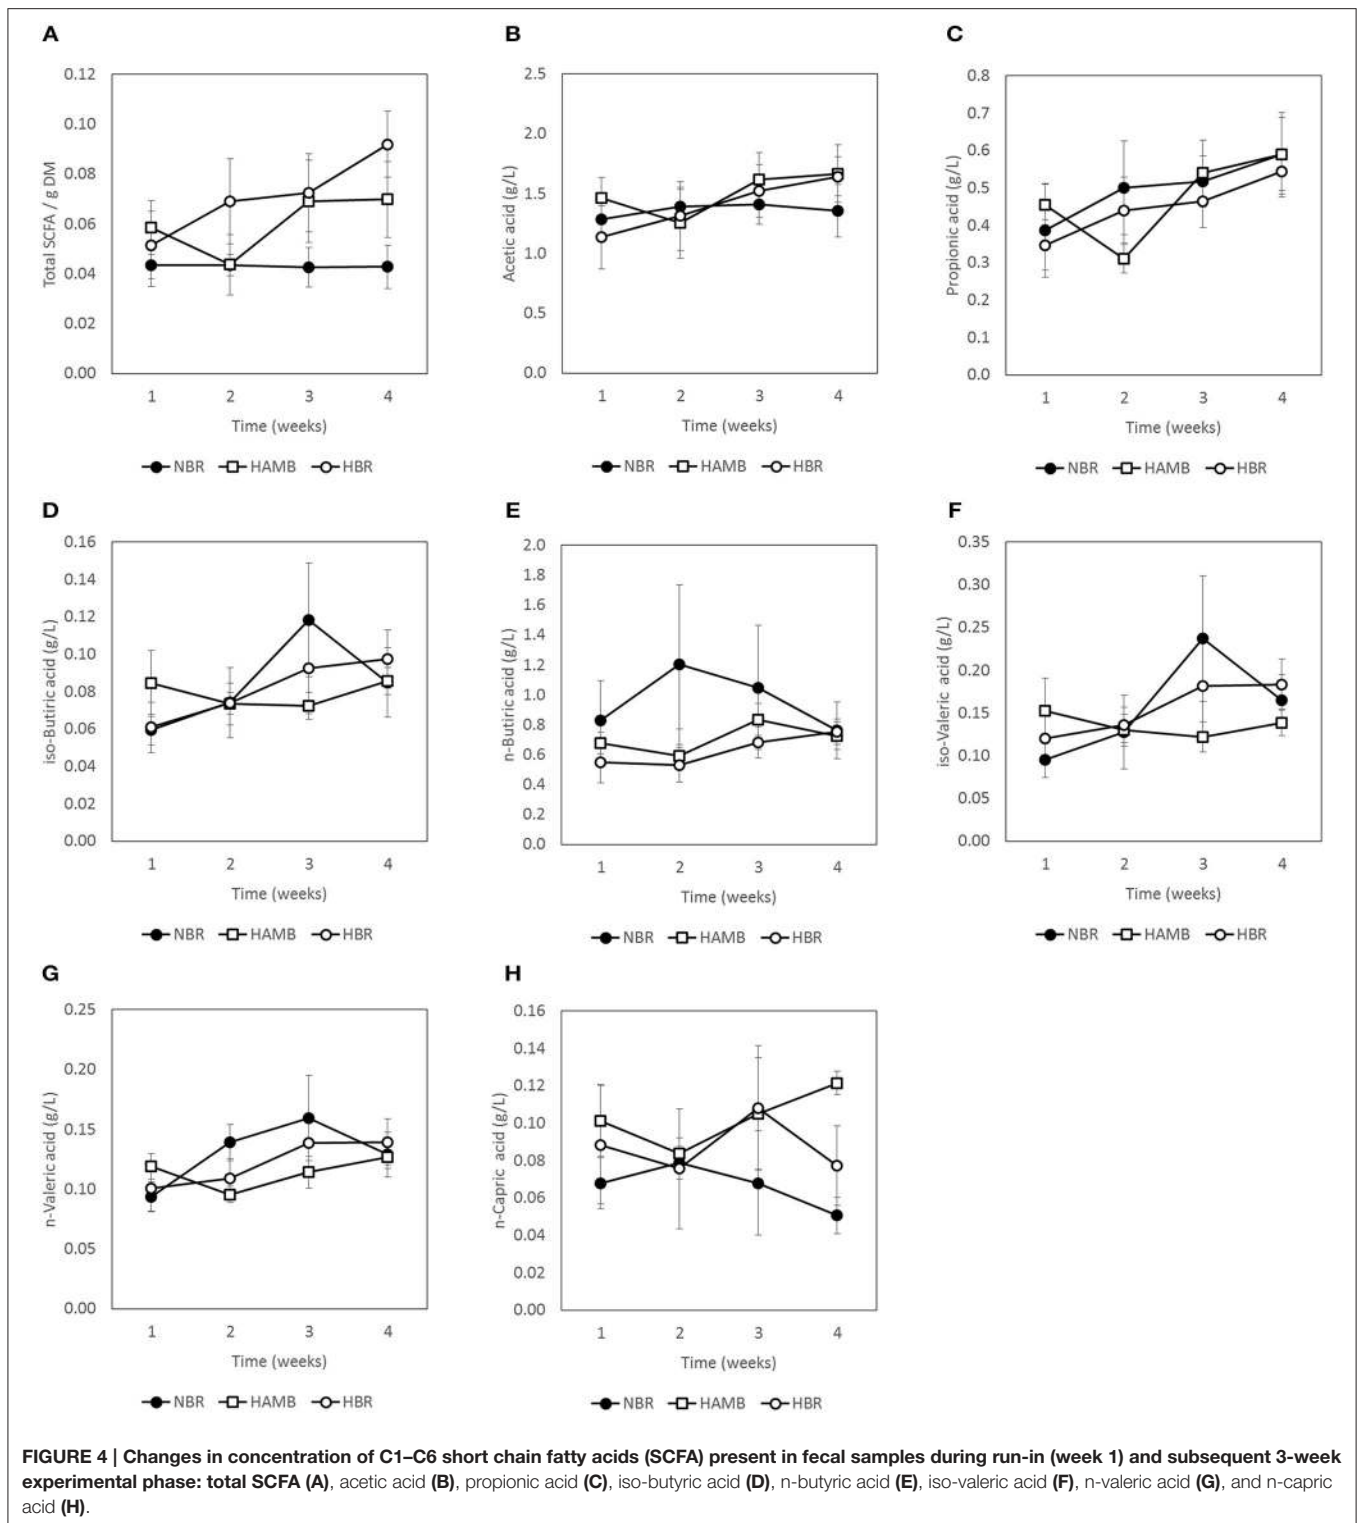 A
Total SCFA / g DM
0.12
0.10
0.08
0.06
0.04
0.02
0.00
1 2 3 4
Time (weeks)
NBR HAMB HBR
B
Acetic acid (g/L)
2.5
2.0
1.5
1.0
0.5
0.0
1 2 3 4
Time (weeks)
NBR HAMB HBR
C
Propionic acid (g/L)
0.8
0.7
0.6
0.5
0.4
0.3
0.2
0.1
0.0
1 2 3 4
Time (weeks)
NBR HAMB HBR
D
iso-Butiric acid (g/L)
0.16
0.14
0.12
0.10
0.08
0.06
0.04
0.02
0.00
1 2 3 4
Time (weeks)
NBR HAMB HBR
E
n-Butiric acid (g/L)
2.0
1.8
1.6
1.4
1.2
1.0
0.8
0.6
0.4
0.2
0.0
1 2 3 4
Time (weeks)
NBR HAMB HBR
F
iso-Valeric acid (g/L)
0.35
0.30
0.25
0.20
0.15
0.10
0.05
0.00
1 2 3 4
Time (weeks)
NBR HAMB HBR
G
n-Valeric acid (g/L)
0.25
0.20
0.15
0.10
0.05
0.00
1 2 3 4
Time (weeks)
NBR HAMB HBR
H
n-Capric acid (g/L)
0.16
0.14
0.12
0.10
0.08
0.06
0.04
0.02
0.00
1 2 3 4
Time (weeks)
NBR HAMB HBR
FIGURE 4 | Changes in concentration of C1–C6 short chain fatty acids (SCFA) present in fecal samples during run-in (week 1) and subsequent 3-week
experimental phase: total SCFA (A), acetic acid (B), propionic acid (C), iso-butyric acid (D), n-butyric acid (E), iso-valeric acid (F), n-valeric acid (G), and n-capric
acid (H).